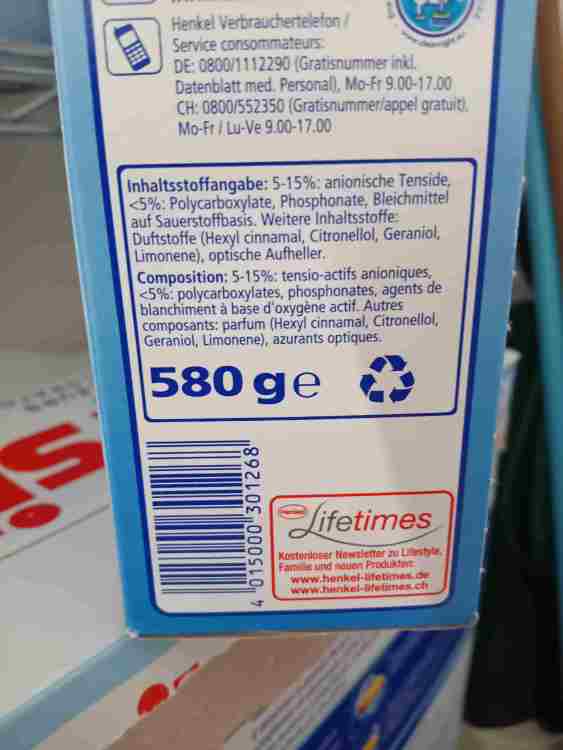 Henkel Verbrauchertelefon /
Service consommateurs:
DE: 0800/1112290 (Gratisnummer inkl.
Datenblatt med. Personal), Mo-Fr 9.00-17.00
CH: 0800/552350 (Gratisnummer/appel gratuit),
Mo-Fr / Lu-Ve 9.00-17.00
Inhaltsstoffangabe: 5-15%: anionische Tenside,
<5%: Polycarboxylate, Phosphonate, Bleichmittel
auf Sauerstoffbasis. Weitere Inhaltsstoffe:
Duftstoffe (Hexyl cinnamal, Citronellol, Geraniol,
Limonene), optische Aufheller.
Composition: 5-15%: tensio-actifs anioniques,
<5%: polycarboxylates, phosphonates, agents de
blanchiment à base d'oxygène actif. Autres
composants: parfum (Hexyl cinnamal, Citronellol,
Geraniol, Limonene), azurants optiques.
580 g e
4 015000 301268
Henkel
Lifetimes
Kostenloser Newsletter zu Lifestyle,
Familie und neuen Produkten:
www.henkel-lifetimes.de
www.henkel-lifetimes.ch